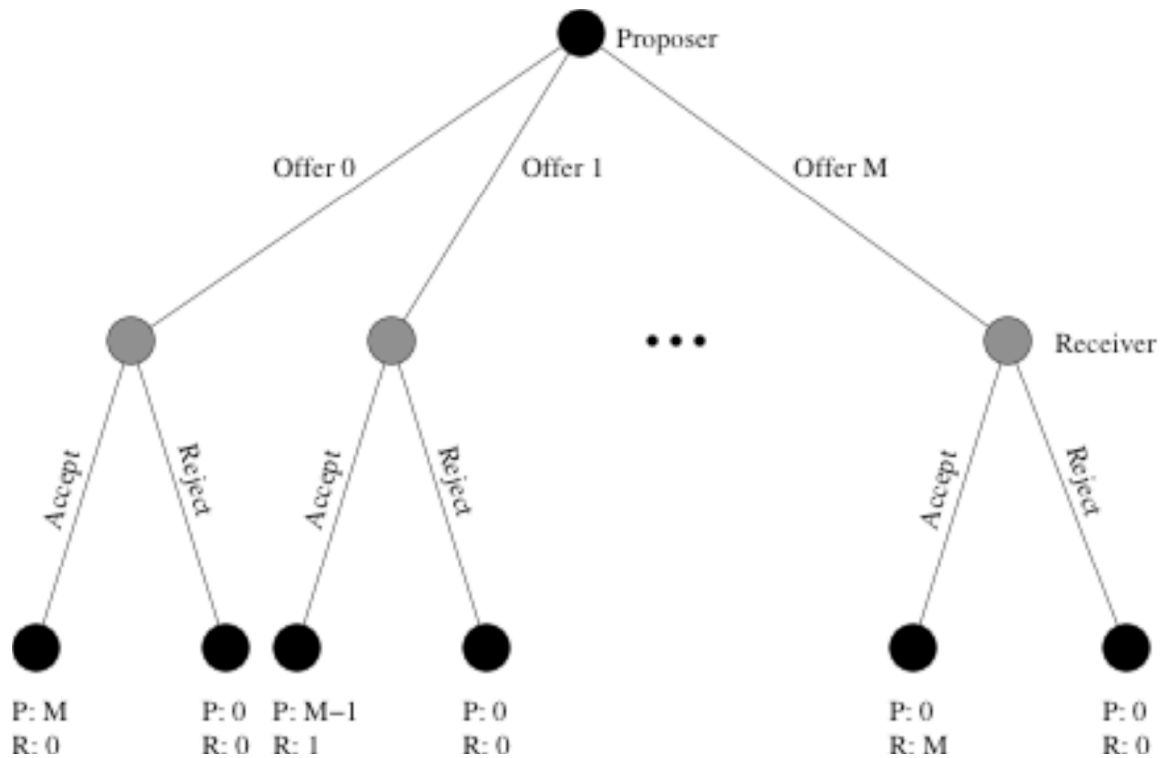 Proposer
Offer 0
Offer 1
Offer M
Receiver
Accept
Reject
Accept
Reject
Accept
Reject
P: M
R: 0
P: 0
R: 0
P: M−1
R: 1
P: 0
R: 0
P: 0
R: M
P: 0
R: 0